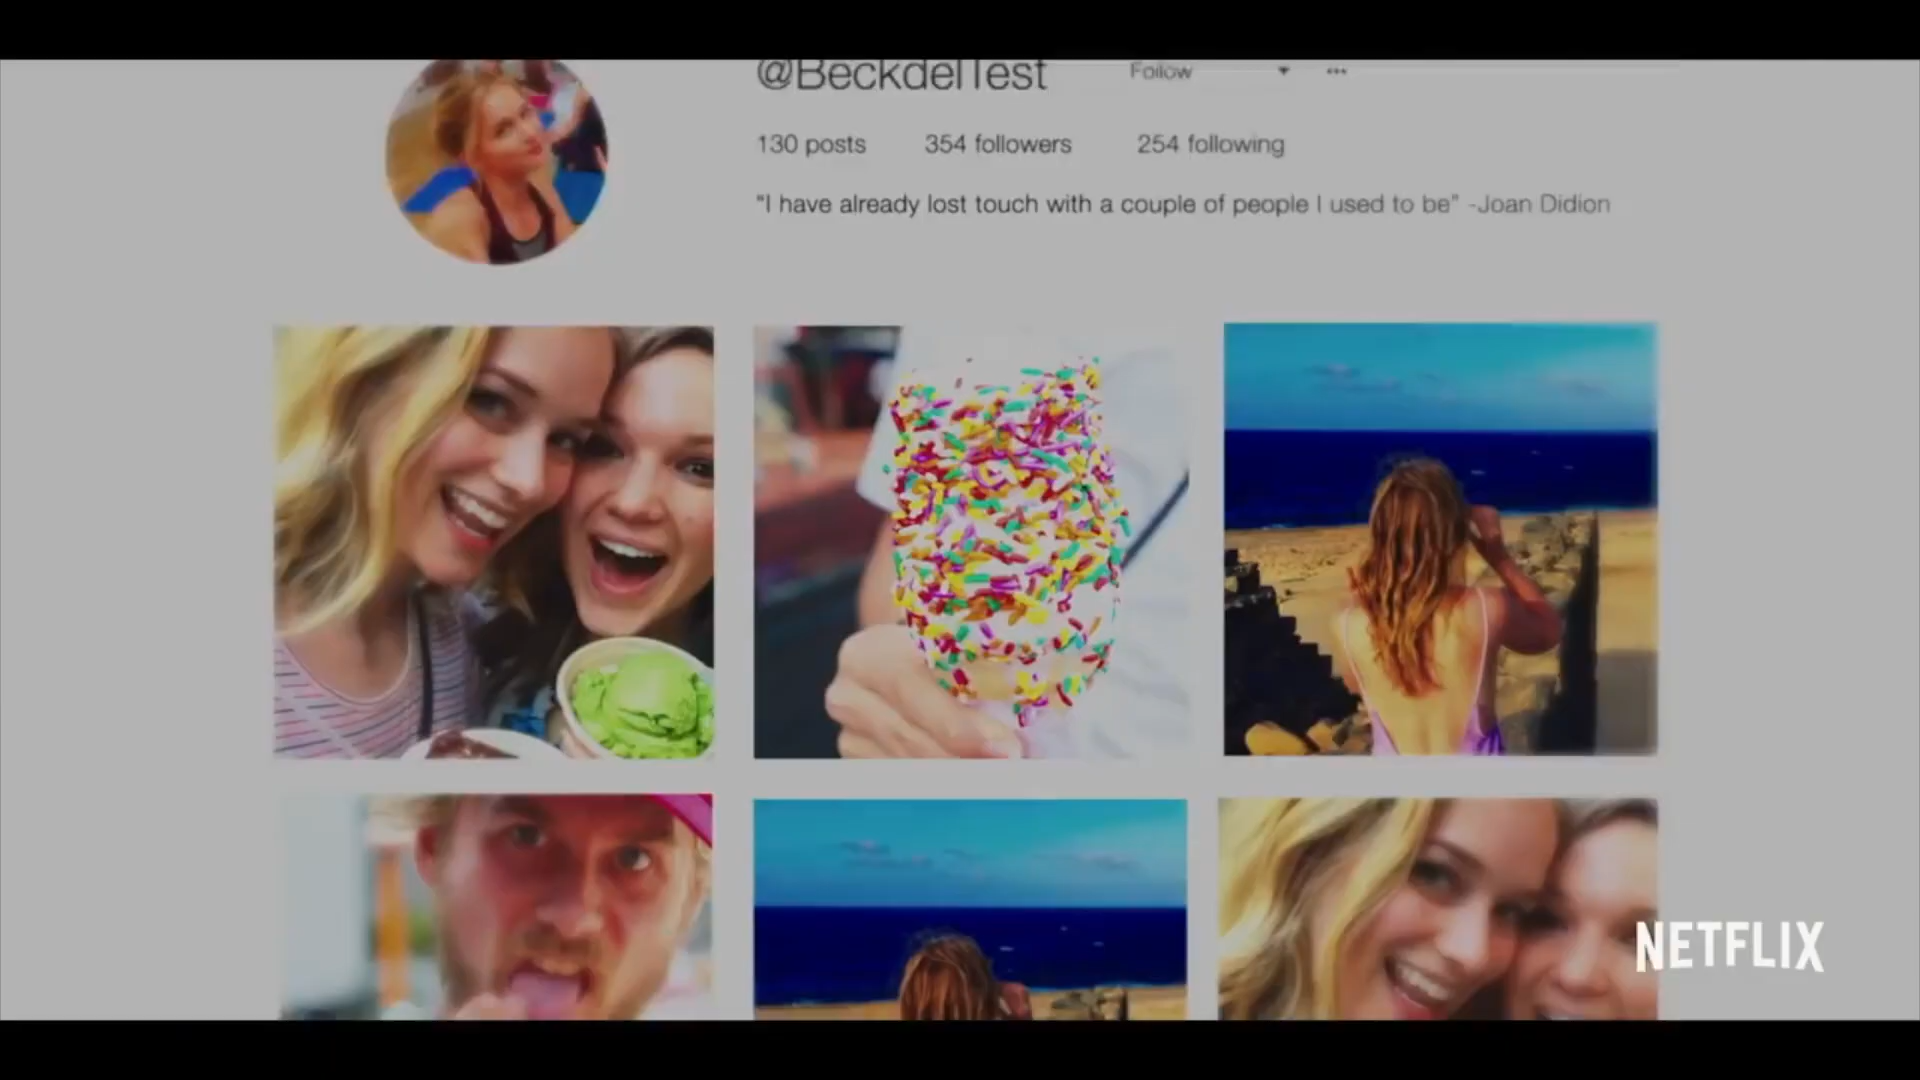 @BeckdelTest Follow
130 posts 354 followers 254 following
"I have already lost touch with a couple of people I used to be" -Joan Didion
NETFLIX